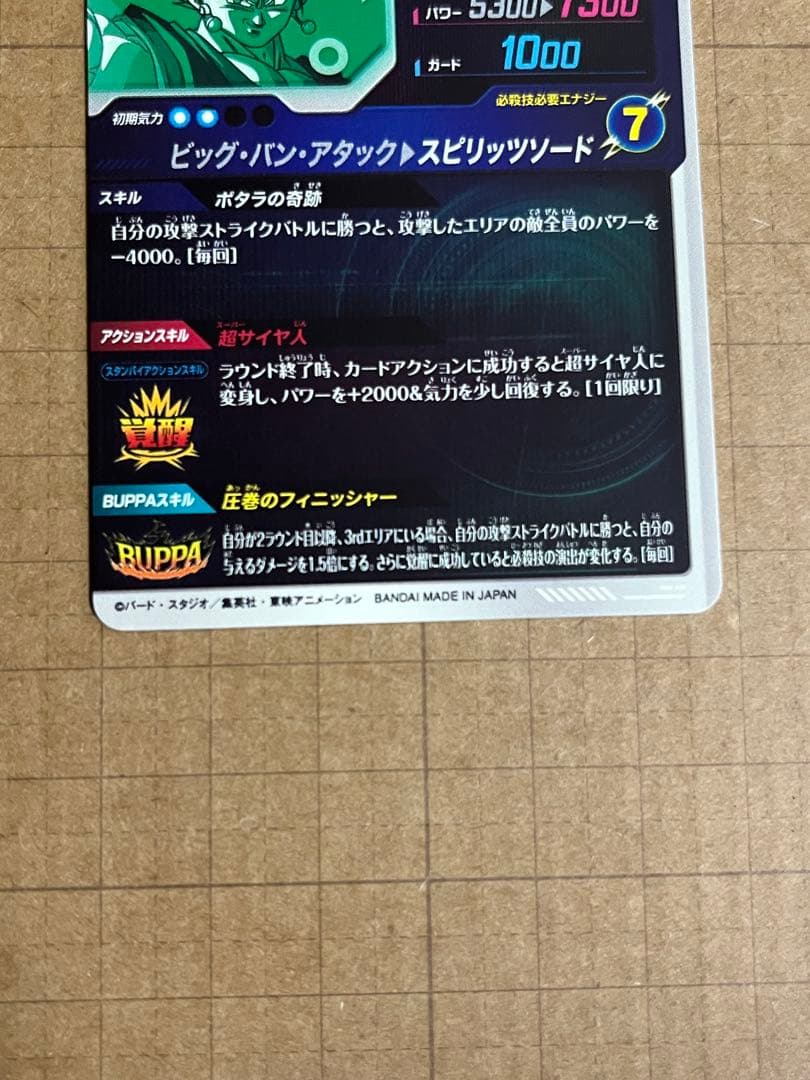 パワー 5300▶7300
ガード 1000
必殺技必要エナジー
初期気力
7
ビッグ・バン・アタック▶スピリッツソード
スキル ポタラの奇跡
自分の攻撃ストライクバトルに勝つと、攻撃したエリアの敵全員のパワーを
-4000。[毎回]
アクションスキル 超サイヤ人
スタンバイアクションスキル
覚醒
ラウンド終了時、カードアクションに成功すると超サイヤ人に
変身し、パワーを+2000&気力を少し回復する。[1回限り]
BUPPAスキル 圧巻のフィニッシャー
BUPPA
自分が2ラウンド目以降、3rdエリアにいる場合、自分の攻撃ストライクバトルに勝つと、自分の
与えるダメージを1.5倍にする。さらに覚醒に成功していると必殺技の演出が変化する。[毎回]
©バード・スタジオ/集英社・東映アニメーション BANDAI MADE IN JAPAN